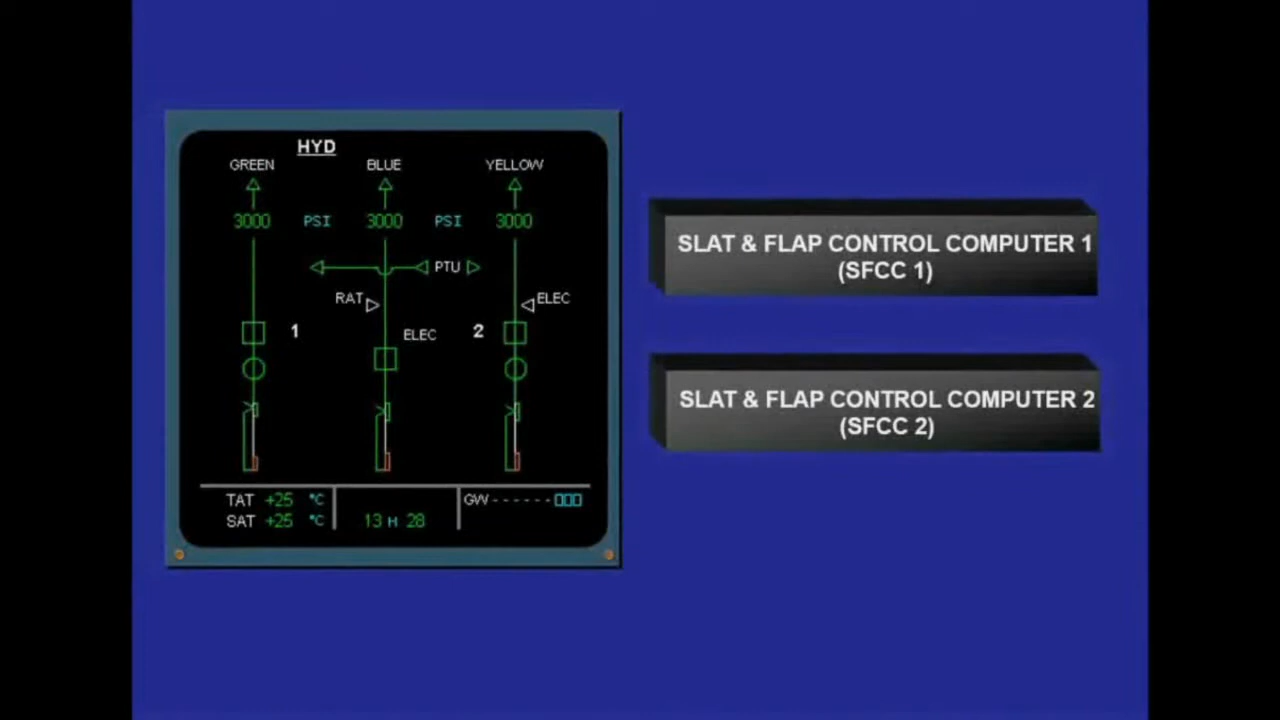 HYD
GREEN BLUE YELLOW
3000 PSI 3000 PSI 3000
PTU
RAT ELEC
1 ELEC 2
TAT +25 °C GW ------000
SAT +25 °C 13 H 28
SLAT & FLAP CONTROL COMPUTER 1
(SFCC 1)
SLAT & FLAP CONTROL COMPUTER 2
(SFCC 2)